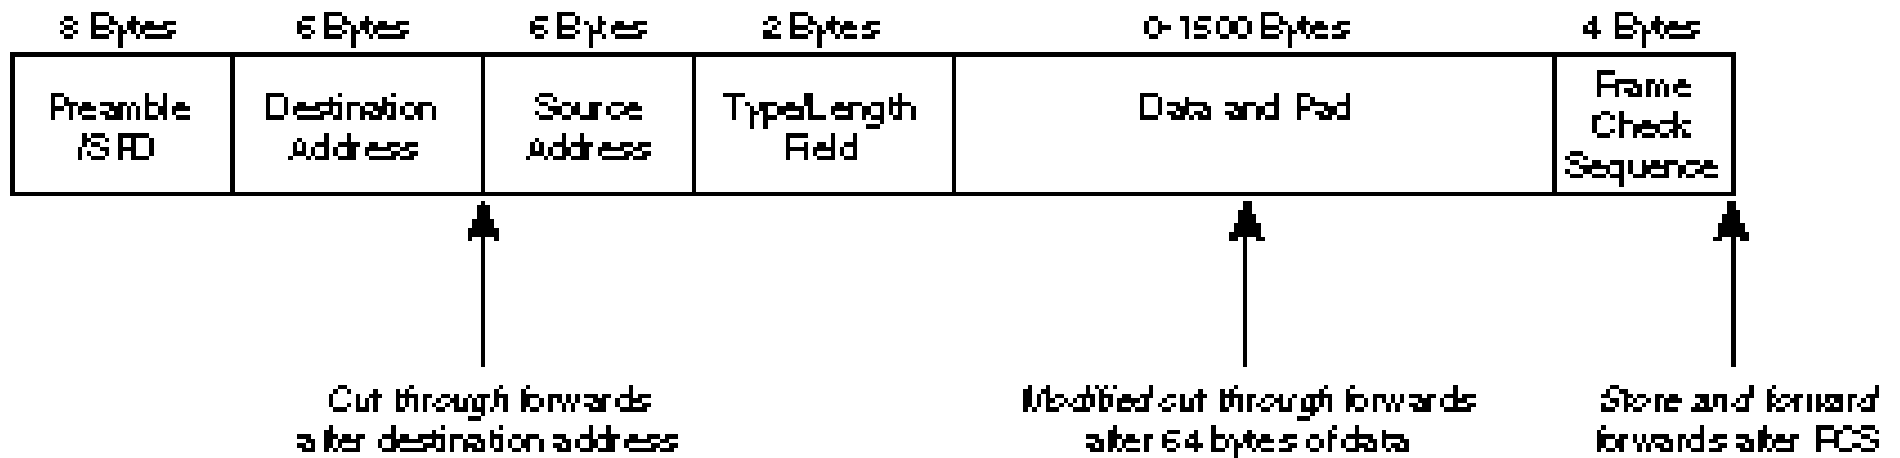 8 Bytes 6 Bytes 6 Bytes 2 Bytes 0-1500 Bytes 4 Bytes
Preamble
/SFD
Destination
Address
Source
Address
Type/Length
Field
Data and Pad
Frame
Check
Sequence
Cut through forwards
after destination address
Modified cut through forwards
after 64 bytes of data
Store and forward
forwards after FCS